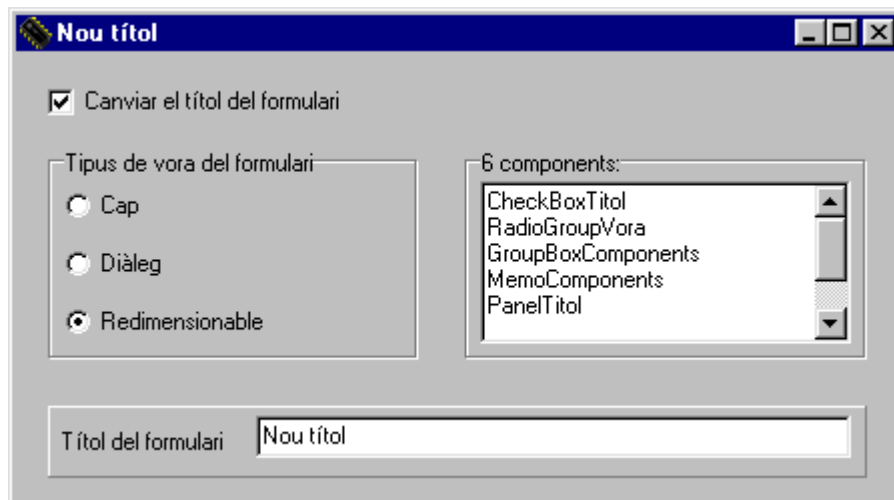 Nou títol
Canviar el títol del formulari
Tipus de vora del formulari
Cap
Diàleg
Redimensionable
6 components:
CheckBoxTitol
RadioGroupVora
GroupBoxComponents
MemoComponents
PanelTitol
Títol del formulari
Nou títol